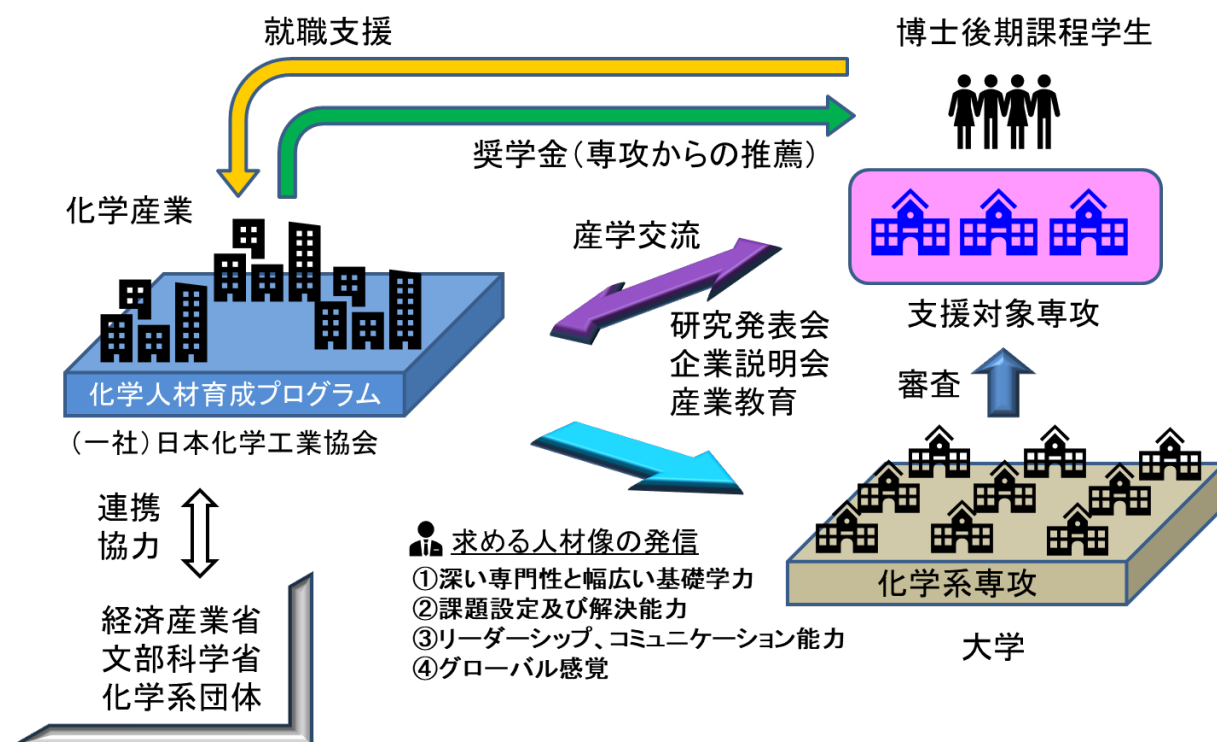 就職支援
博士後期課程学生
奨学金（専攻からの推薦）
化学産業
産学交流
研究発表会
企業説明会
産業教育
支援対象専攻
審査
化学人材育成プログラム
（一社）日本化学工業協会
連携
協力
求める人材像の発信
①深い専門性と幅広い基礎学力
②課題設定及び解決能力
③リーダーシップ、コミュニケーション能力
④グローバル感覚
化学系専攻
大学
経済産業省
文部科学省
化学系団体